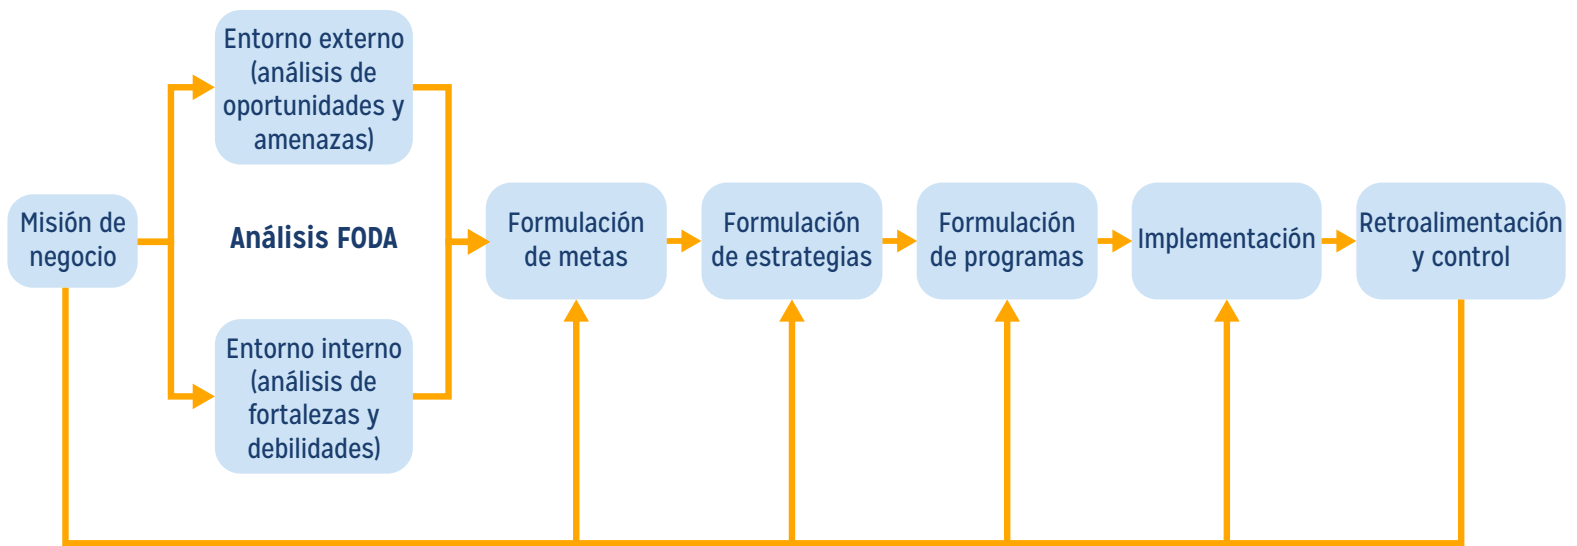 Misión de
negocio
Entorno externo
(análisis de
oportunidades y
amenazas)
Análisis FODA
Entorno interno
(análisis de
fortalezas y
debilidades)
Formulación
de metas
Formulación
de estrategias
Formulación
de programas
Implementación
Retroalimentación
y control